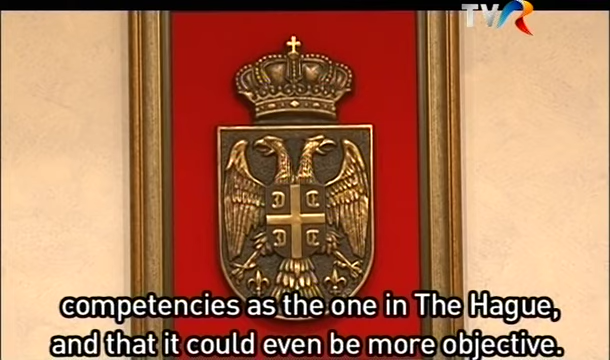 TVR
competencies as the one in The Hague,
and that it could even be more objective.